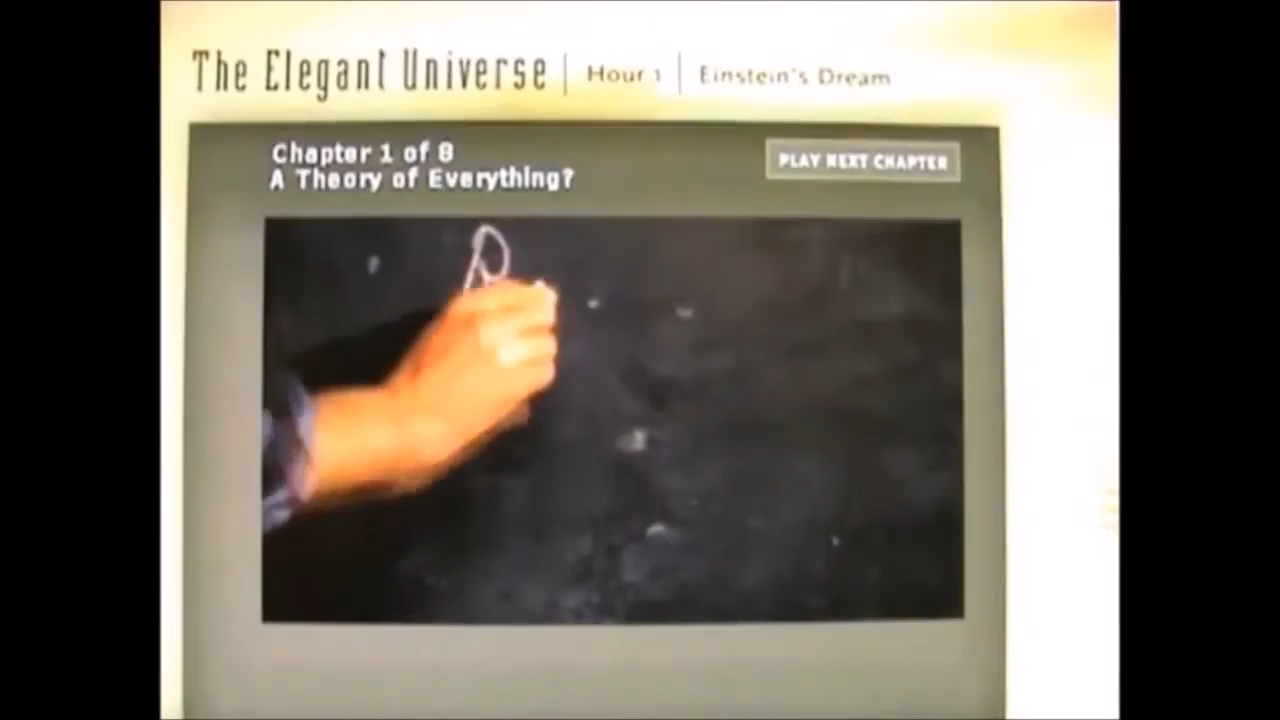 The Elegant Universe | Hour 1 | Einstein's Dream
Chapter 1 of 8
A Theory of Everything?
PLAY NEXT CHAPTER